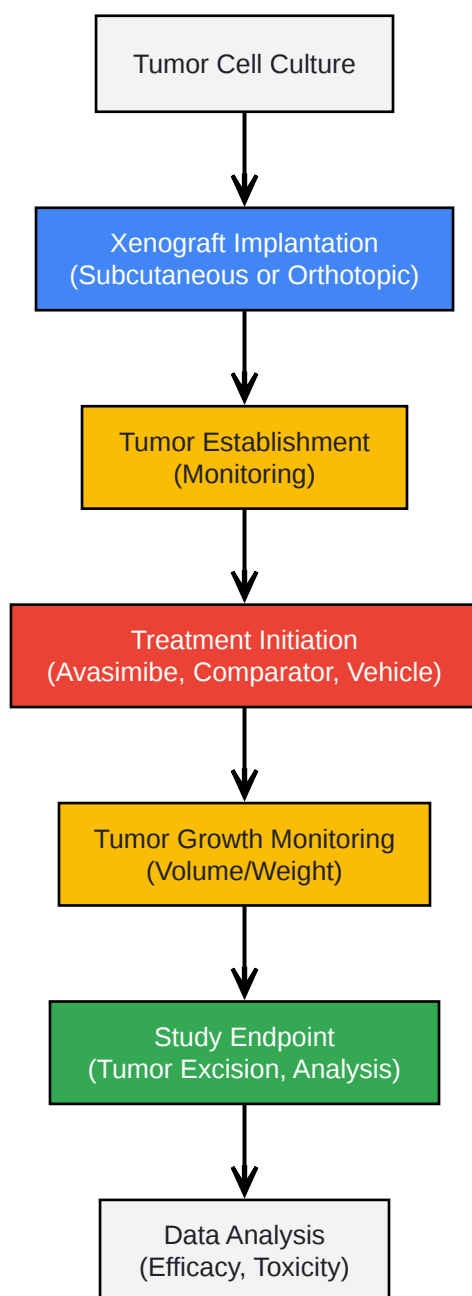 Tumor Cell Culture
Xenograft Implantation
(Subcutaneous or Orthotopic)
Tumor Establishment
(Monitoring)
Treatment Initiation
(Avasimibe, Comparator, Vehicle)
Tumor Growth Monitoring
(Volume/Weight)
Study Endpoint
(Tumor Excision, Analysis)
Data Analysis
(Efficacy, Toxicity)